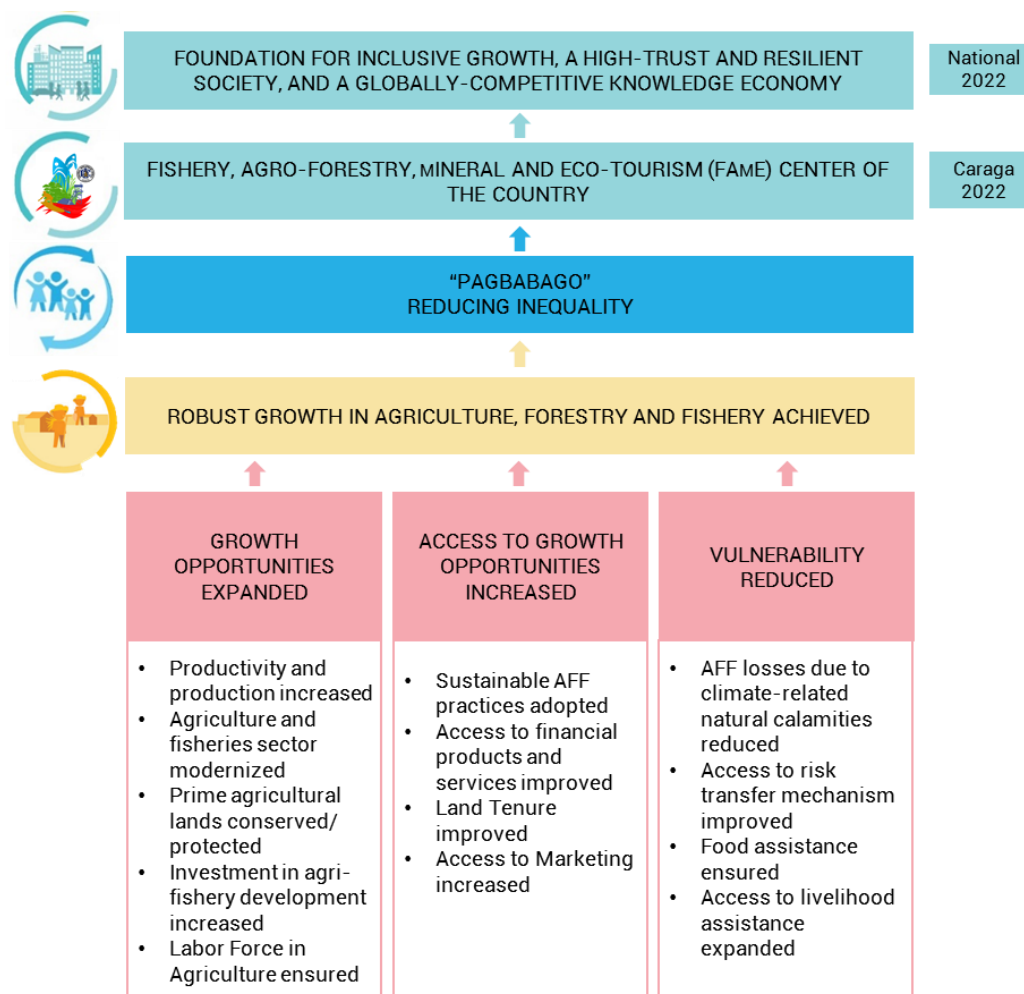 FOUNDATION FOR INCLUSIVE GROWTH, A HIGH-TRUST AND RESILIENT
SOCIETY, AND A GLOBALLY-COMPETITIVE KNOWLEDGE ECONOMY
National
2022
FISHERY, AGRO-FORESTRY, MINERAL AND ECO-TOURISM (FAME) CENTER OF
THE COUNTRY
Caraga
2022
“PAGBABAGO”
REDUCING INEQUALITY
ROBUST GROWTH IN AGRICULTURE, FORESTRY AND FISHERY ACHIEVED
GROWTH
OPPORTUNITIES
EXPANDED
• Productivity and
production increased
• Agriculture and
fisheries sector
modernized
• Prime agricultural
lands conserved/
protected
• Investment in agri-
fishery development
increased
• Labor Force in
Agriculture ensured
ACCESS TO GROWTH
OPPORTUNITIES
INCREASED
• Sustainable AFF
practices adopted
• Access to financial
products and
services improved
• Land Tenure
improved
• Access to Marketing
increased
VULNERABILITY
REDUCED
• AFF losses due to
climate-related
natural calamities
reduced
• Access to risk
transfer mechanism
improved
• Food assistance
ensured
• Access to livelihood
assistance
expanded